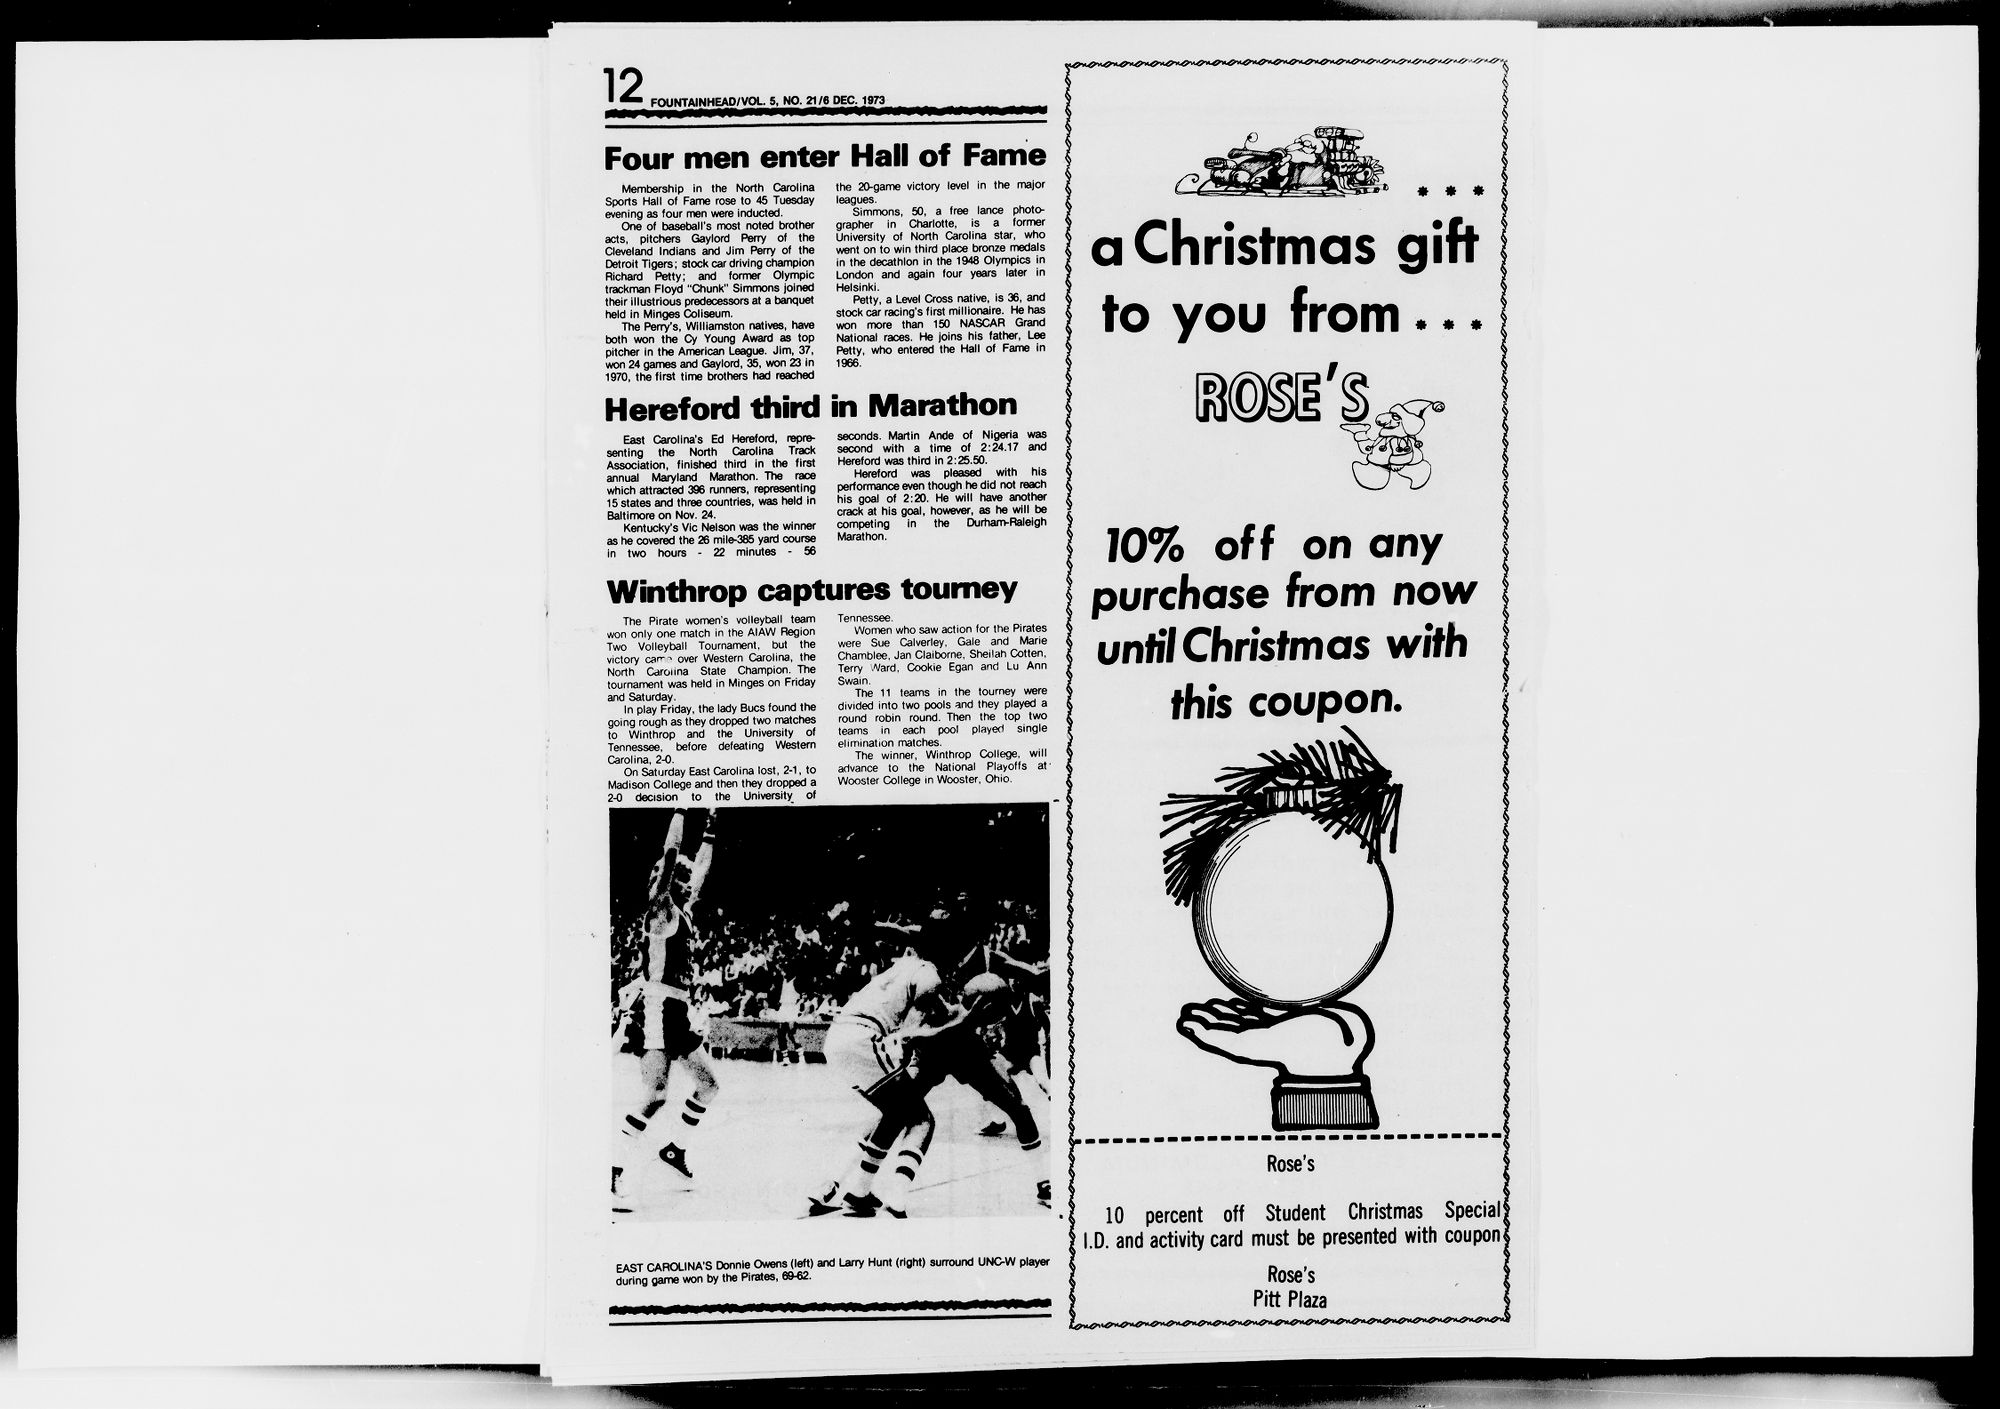 12 FOUNTAINHEAD/VOL. 5, NO. 21/6 DEC. 1973
Four men enter Hall of Fame
Membership in the North Carolina
Sports Hall of Fame rose to 45 Tuesday
evening as four men were inducted.
One of baseball's most noted brother
acts, pitchers Gaylord Perry of the
Cleveland Indians and Jim Perry of the
Detroit Tigers; stock car driving champion
Richard Petty; and former Olympic
trackman Floyd "Chunk" Simmons joined
their illustrious predecessors at a banquet
held in Minges Coliseum.
The Perry's, Williamston natives, have
both won the Cy Young Award as top
pitcher in the American League. Jim, 37,
won 24 games and Gaylord, 35, won 23 in
1970, the first time brothers had reached
the 20-game victory level in the major
leagues.
Simmons, 50, a free lance photo-
grapher in Charlotte, is a former
University of North Carolina star, who
went on to win third place bronze medals
in the decathlon in the 1948 Olympics in
London and again four years later in
Helsinki.
Petty, a Level Cross native, is 36, and
stock car racing's first millionaire. He has
won more than 150 NASCAR Grand
National races. He joins his father, Lee
Petty, who entered the Hall of Fame in
1966.
Hereford third in Marathon
East Carolina's Ed Hereford, repre-
senting the North Carolina Track
Association, finished third in the first
annual Maryland Marathon. The race
which attracted 396 runners, representing
15 states and three countries, was held in
Baltimore on Nov. 24.
Kentucky's Vic Nelson was the winner
as he covered the 26 mile-385 yard course
in two hours - 22 minutes - 56
seconds. Martin Ande of Nigeria was
second with a time of 2:24.17 and
Hereford was third in 2:25.50.
Hereford was pleased with his
performance even though he did not reach
his goal of 2:20. He will have another
crack at his goal, however, as he will be
competing in the Durham-Raleigh
Marathon.
Winthrop captures tourney
The Pirate women's volleyball team
won only one match in the AIAW Region
Two Volleyball Tournament, but the
victory came over Western Carolina, the
North Carolina State Champion. The
tournament was held in Minges on Friday
and Saturday.
In play Friday, the lady Bucs found the
going rough as they dropped two matches
to Winthrop and the University of
Tennessee, before defeating Western
Carolina, 2-0.
On Saturday East Carolina lost, 2-1, to
Madison College and then they dropped a
2-0 decision to the University of
Tennessee.
Women who saw action for the Pirates
were Sue Calverley, Gale and Marie
Chamblee, Jan Claiborne, Sheilah Cotten,
Terry Ward, Cookie Egan and Lu Ann
Swain.
The 11 teams in the tourney were
divided into two pools and they played a
round robin round. Then the top two
teams in each pool played single
elimination matches.
The winner, Winthrop College, will
advance to the National Playoffs at
Wooster College in Wooster, Ohio.
EAST CAROLINA'S Donnie Owens (left) and Larry Hunt (right) surround UNC-W player
during game won by the Pirates, 69-62.
...
a Christmas gift
to you from...
ROSE'S
10% off on any
purchase from now
until Christmas with
this coupon.
Rose's
10 percent off Student Christmas Special
I.D. and activity card must be presented with coupon
Rose's
Pitt Plaza